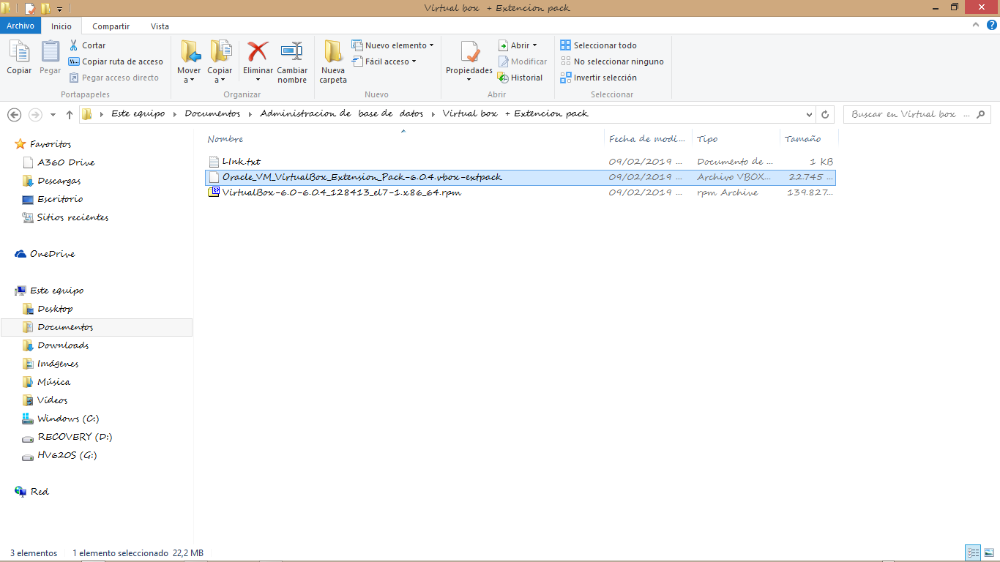 Virtual box + Extencion pack
Archivo Inicio Compartir Vista
Copiar
Pegar
Cortar
Copiar ruta de acceso
Pegar acceso directo
Portapapeles
Mover a
Copiar a
Eliminar
Cambiar nombre
Organizar
Nueva carpeta
Nuevo elemento
Fácil acceso
Nuevo
Propiedades
Abrir
Modificar
Historial
Abrir
Seleccionar todo
No seleccionar ninguno
Invertir selección
Seleccionar
Este equipo Documentos Administracion de base de datos Virtual box + Extencion pack
Buscar en Virtual box ...
Favoritos
A360 Drive
Descargas
Escritorio
Sitios recientes
OneDrive
Este equipo
Desktop
Documentos
Downloads
Imágenes
Música
Vídeos
Windows (C:)
RECOVERY (D:)
HV620S (G:)
Red
Nombre Fecha de modi... Tipo Tamaño
LInk.txt 09/02/2019 ... Documento de ... 1 KB
Oracle_VM_VirtualBox_Extension_Pack-6.0.4.vbox-extpack 09/02/2019 ... Archivo VBOX... 22.745 ...
VirtualBox-6.0-6.0.4_128413_el7-1.x86_64.rpm 09/02/2019 ... rpm Archive 139.827...
3 elementos 1 elemento seleccionado 22,2 MB